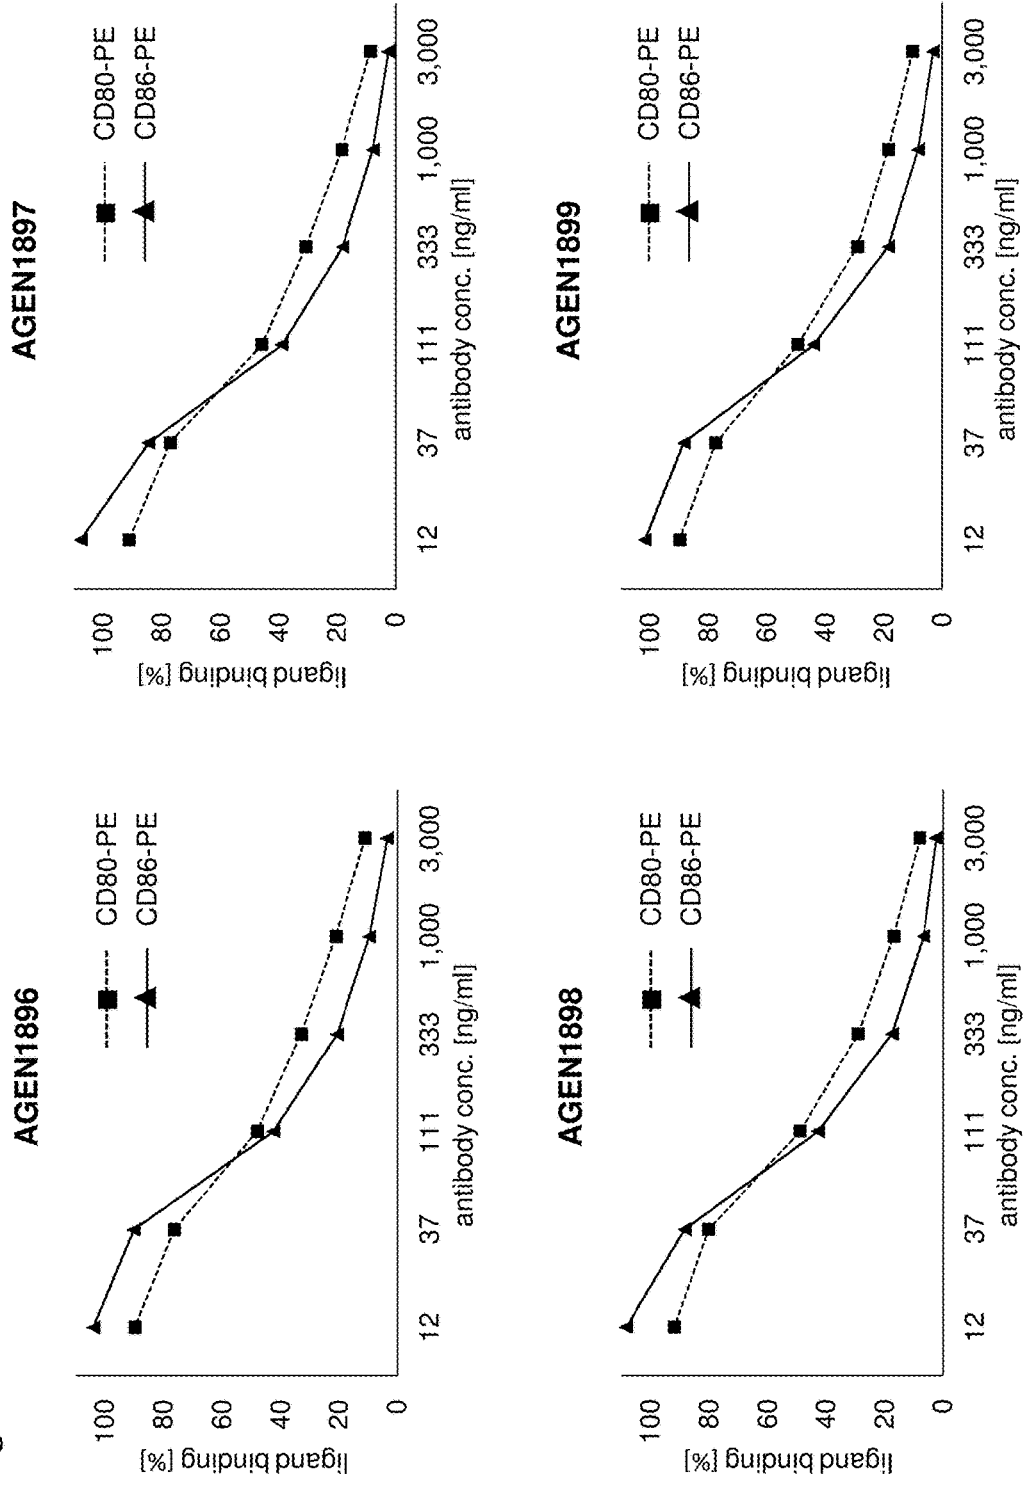 AGEN1896
CD80-PE
CD86-PE
ligand binding [%]
100
80
60
40
20
0
12 37 111 333 1,000 3,000
antibody conc. [ng/ml]
AGEN1897
CD80-PE
CD86-PE
ligand binding [%]
100
80
60
40
20
0
12 37 111 333 1,000 3,000
antibody conc. [ng/ml]
AGEN1898
CD80-PE
CD86-PE
ligand binding [%]
100
80
60
40
20
0
12 37 111 333 1,000 3,000
antibody conc. [ng/ml]
AGEN1899
CD80-PE
CD86-PE
ligand binding [%]
100
80
60
40
20
0
12 37 111 333 1,000 3,000
antibody conc. [ng/ml]